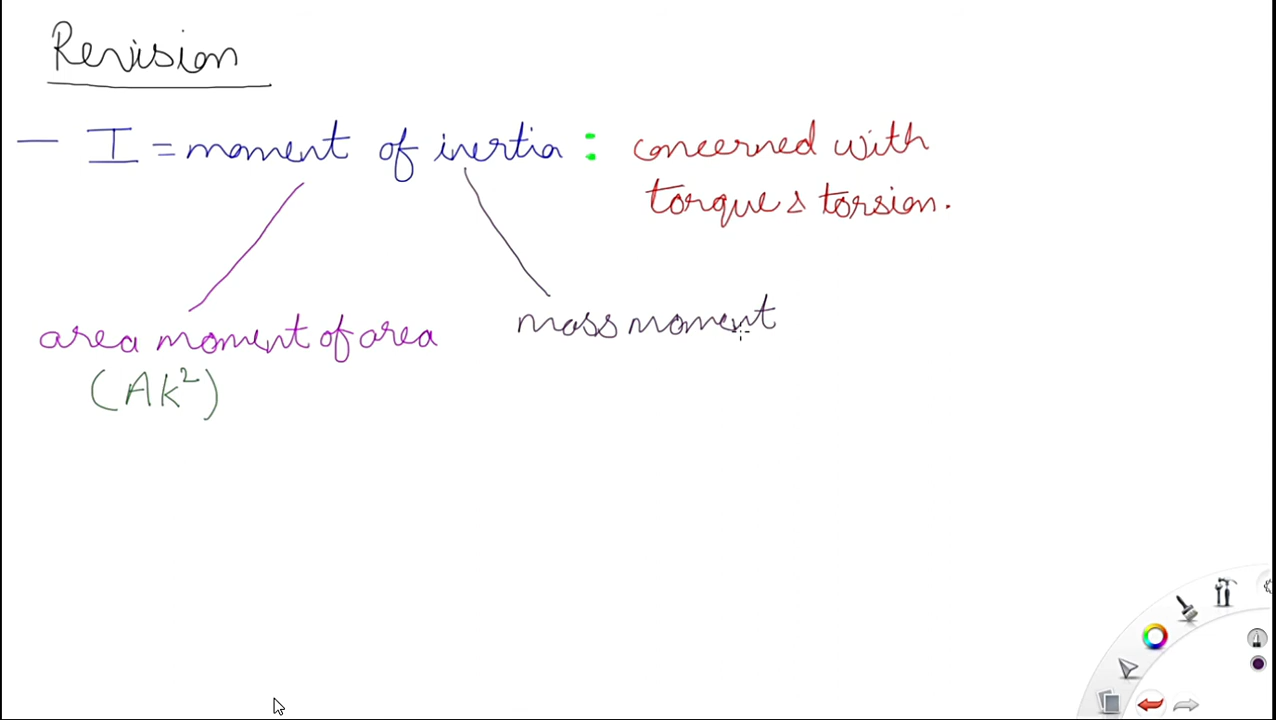 Revision
— I = moment of inertia : concerned with
torque & torsion.
area moment of area
mass moment
(AK²)